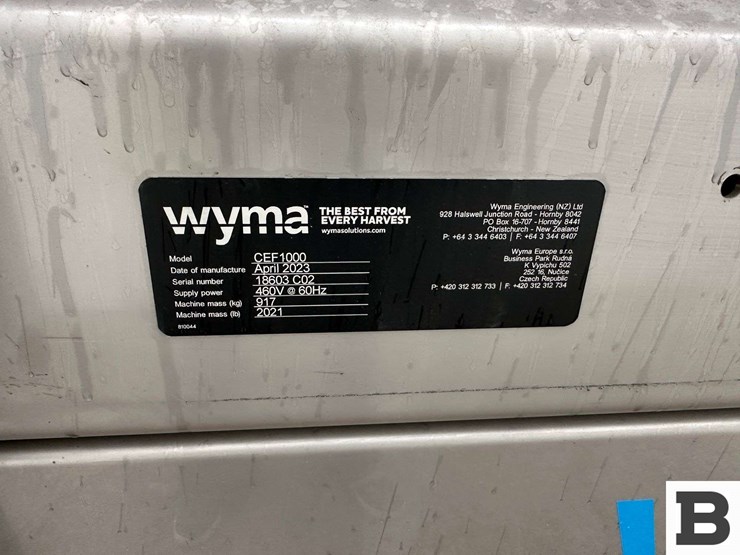 wyma™ THE BEST FROM
EVERY HARVEST
wymasolutions.com
Model CEF1000
Date of manufacture April 2023
Serial number 18603 C02
Supply power 460V @ 60Hz
Machine mass (kg) 917
Machine mass (lb) 2021
810044
Wyma Engineering (NZ) Ltd
928 Halswell Junction Road - Hornby 8042
PO Box 16-707 - Hornby 8441
Christchurch - New Zealand
P: +64 3 344 6403 | F: +64 3 344 6407
Wyma Europe s.r.o.
Business Park Rudná
K Vypichu 502
252 16, Nučice
Czech Republic
P: +420 312 312 733 | F: +420 312 312 734
B